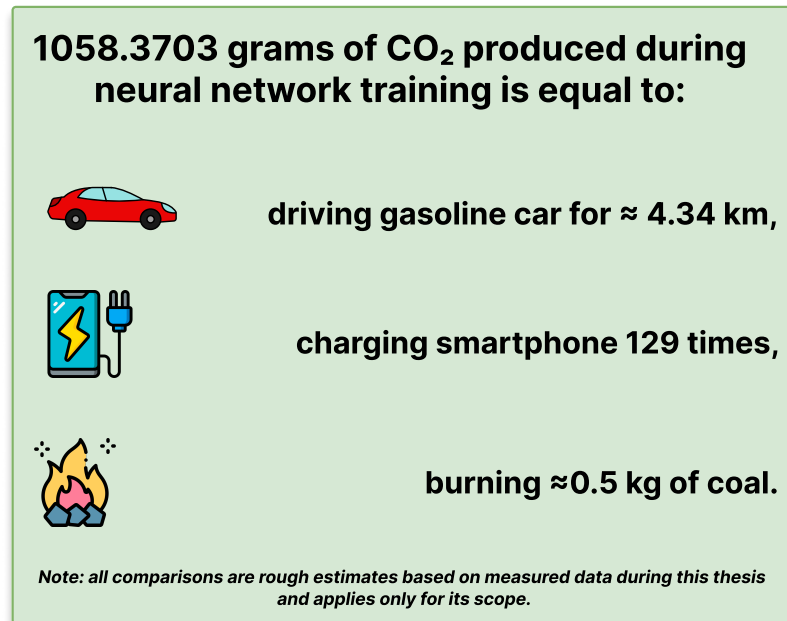 1058.3703 grams of CO₂ produced during
neural network training is equal to:
driving gasoline car for ≈ 4.34 km,
charging smartphone 129 times,
burning ≈0.5 kg of coal.
Note: all comparisons are rough estimates based on measured data during this thesis
and applies only for its scope.